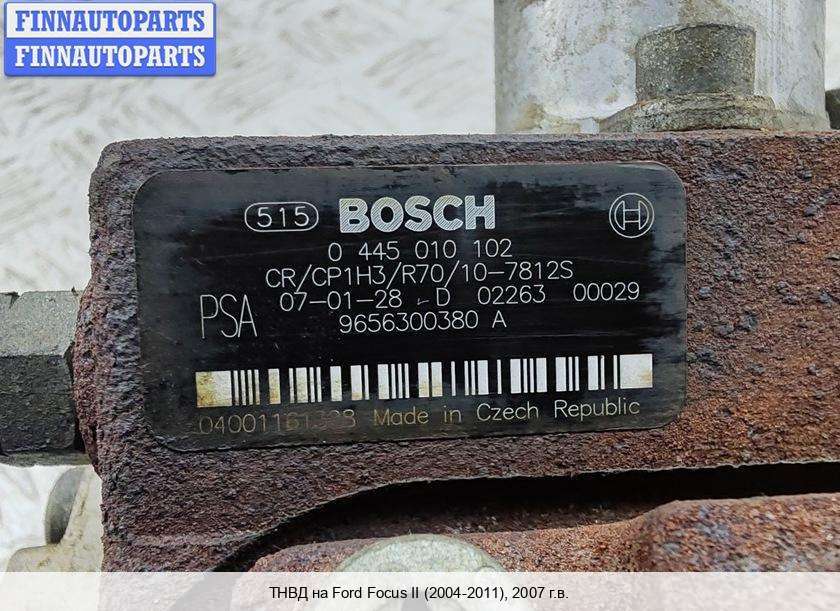 FINNAUTOPARTS
FINNAUTOPARTS
515 BOSCH H
0 445 010 102
CR/CP1H3/R70/10-7812S
07-01-28 - D 02263 00029
PSA 9656300380 A
Made in Czech Republic
ТНВД на Ford Focus II (2004-2011), 2007 г.в.